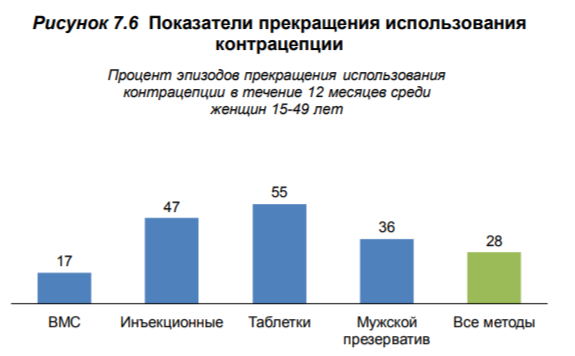 Рисунок 7.6 Показатели прекращения использования
контрацепции
Процент эпизодов прекращения использования
контрацепции в течение 12 месяцев среди
женщин 15-49 лет
17
47
55
36
28
ВМС
Инъекционные
Таблетки
Мужской
презерватив
Все методы